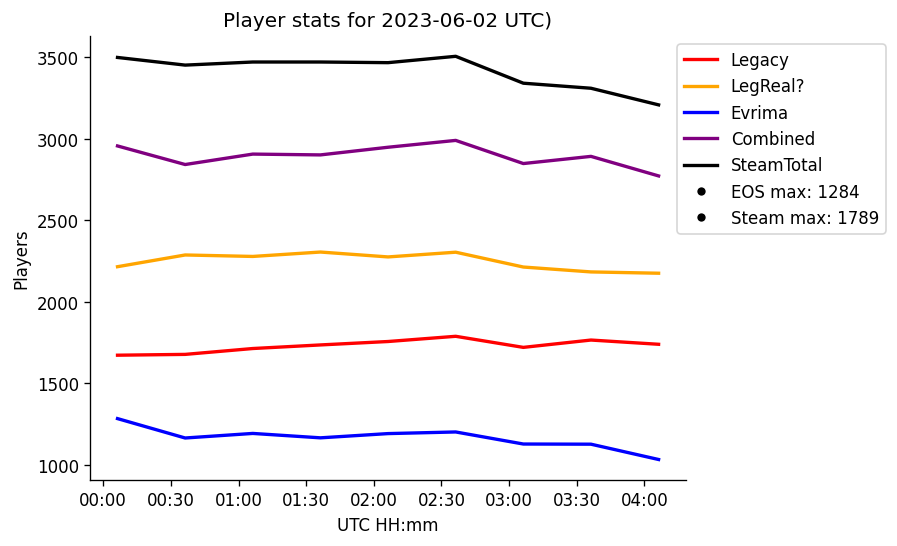 Player stats for 2023-06-02 UTC)
3500
3000
2500
2000
1500
1000
Players
00:00 00:30 01:00 01:30 02:00 02:30 03:00 03:30 04:00
UTC HH:mm
Legacy
LegReal?
Evrima
Combined
SteamTotal
EOS max: 1284
Steam max: 1789